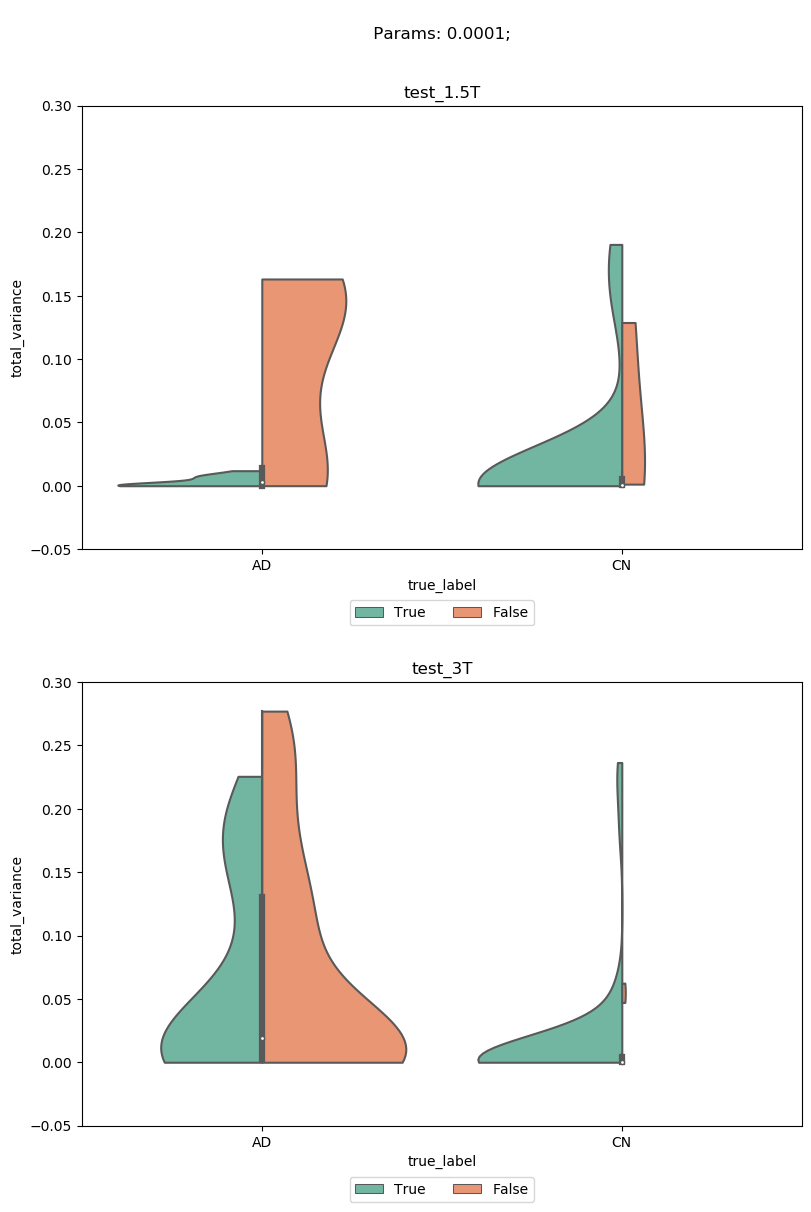 Params: 0.0001;
test_1.5T
0.30
0.25
0.20
0.15
0.10
0.05
0.00
−0.05
total_variance
AD CN
true_label
True False
test_3T
0.30
0.25
0.20
0.15
0.10
0.05
0.00
−0.05
total_variance
AD CN
true_label
True False